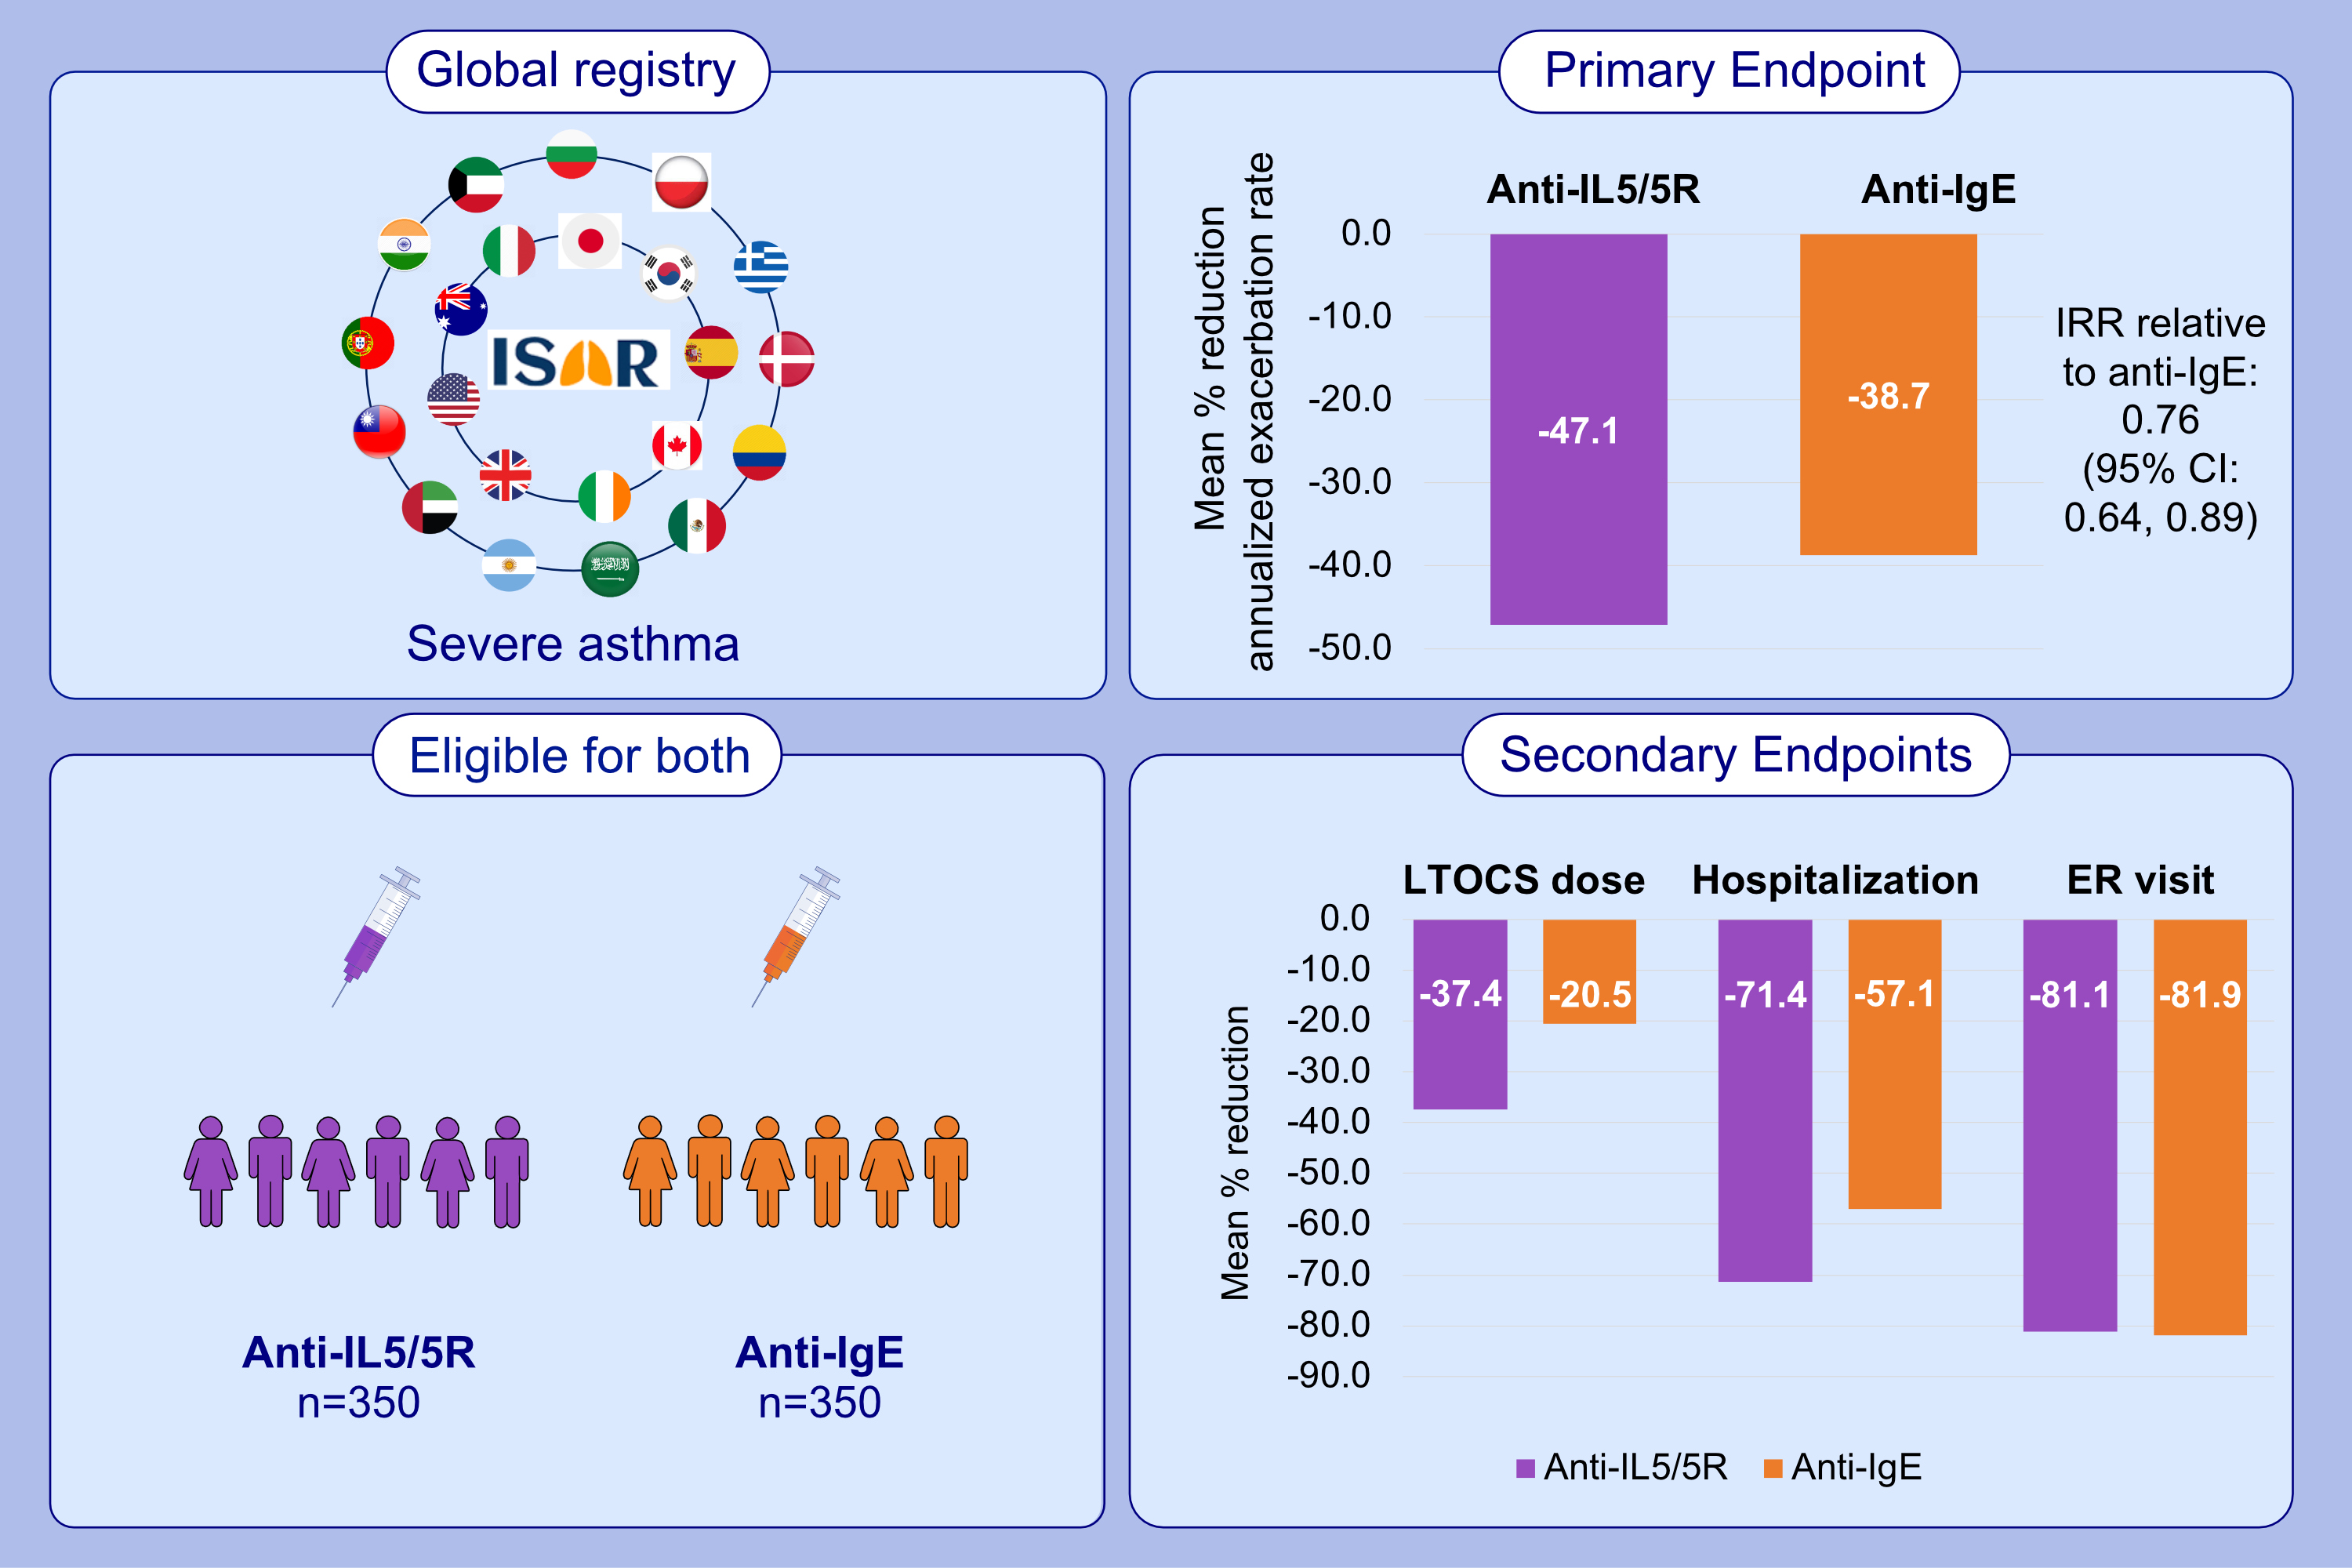 Global registry
ISAR
Severe asthma
Primary Endpoint
Mean % reduction
annualized exacerbation rate
Anti-IL5/5R
Anti-IgE
0.0
-10.0
-20.0
-30.0
-40.0
-50.0
-47.1
-38.7
IRR relative
to anti-IgE:
0.76
(95% CI:
0.64, 0.89)
Eligible for both
Anti-IL5/5R
n=350
Anti-IgE
n=350
Secondary Endpoints
Mean % reduction
LTOCS dose
Hospitalization
ER visit
0.0
-10.0
-20.0
-30.0
-40.0
-50.0
-60.0
-70.0
-80.0
-90.0
-37.4
-20.5
-71.4
-57.1
-81.1
-81.9
Anti-IL5/5R
Anti-IgE